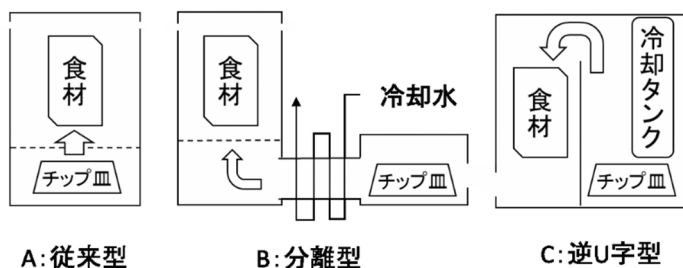 食材
チップ皿
A:従来型
食材
冷却水
チップ皿
B:分離型
食材
冷却タンク
チップ皿
C:逆U字型